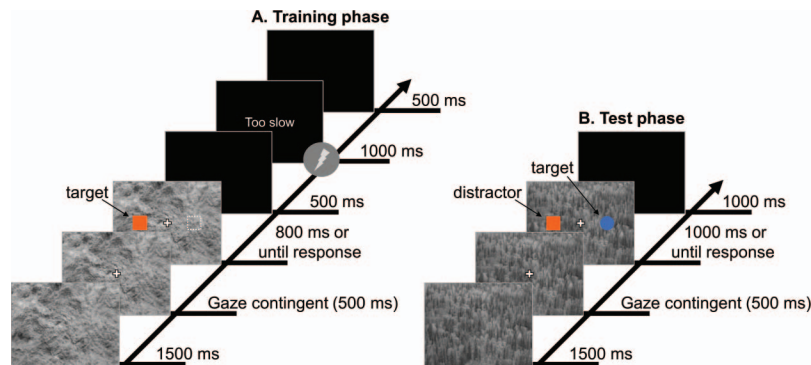 A. Training phase
500 ms
Too slow
1000 ms
target
500 ms
800 ms or
until response
Gaze contingent (500 ms)
1500 ms
B. Test phase
target
distractor
1000 ms
1000 ms or
until response
Gaze contingent (500 ms)
1500 ms